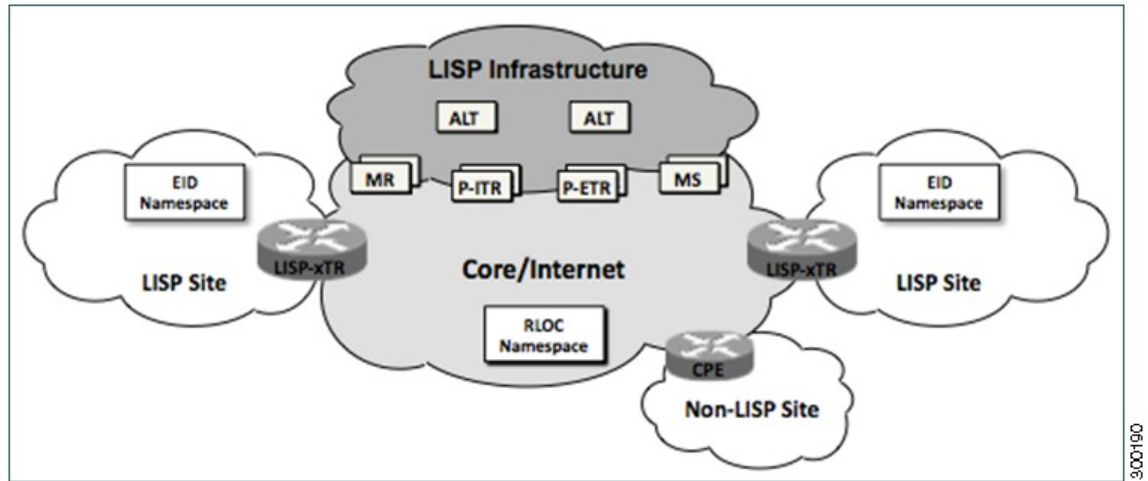 LISP Infrastructure
ALT
ALT
MR
P-ITR
P-ETR
MS
EID
Namespace
LISP-xTR
LISP Site
Core/Internet
RLOC
Namespace
EID
Namespace
LISP-xTR
LISP Site
CPE
Non-LISP Site
300190